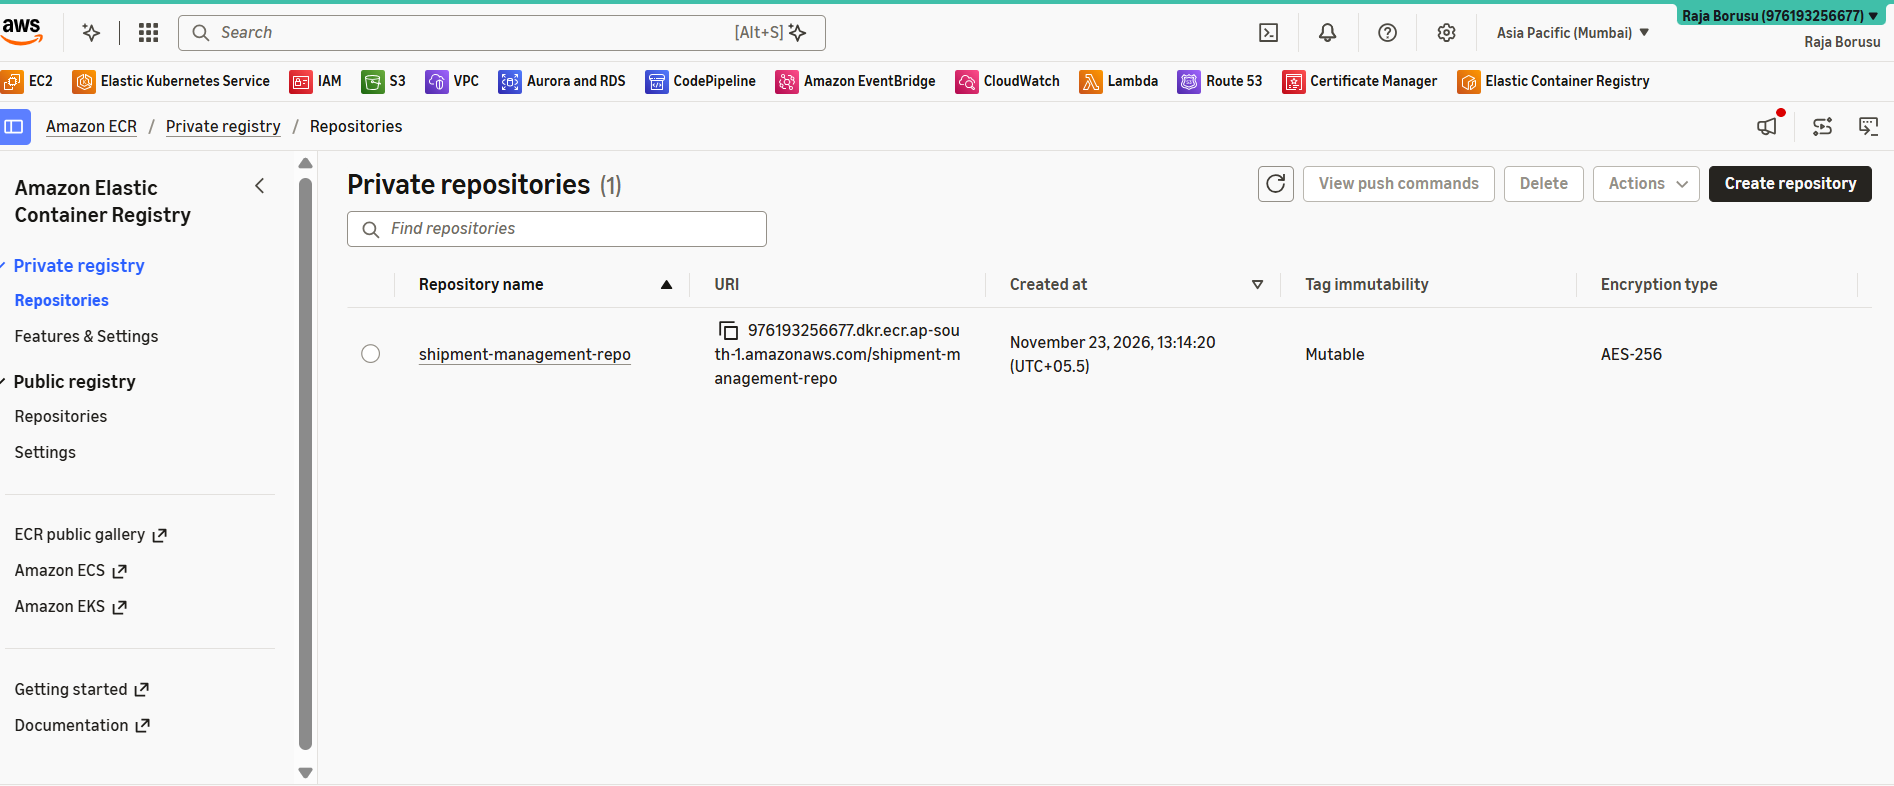 aws
Search [Alt+S]
Asia Pacific (Mumbai)
Raja Borusu (976193256677)
Raja Borusu
EC2 Elastic Kubernetes Service IAM S3 VPC Aurora and RDS CodePipeline Amazon EventBridge CloudWatch Lambda Route 53 Certificate Manager Elastic Container Registry
Amazon ECR / Private registry / Repositories
Amazon Elastic
Container Registry
Private registry
Repositories
Features & Settings
Public registry
Repositories
Settings
ECR public gallery
Amazon ECS
Amazon EKS
Getting started
Documentation
Private repositories (1)
View push commands
Delete
Actions
Create repository
Find repositories
Repository name URI Created at Tag immutability Encryption type
shipment-management-repo
976193256677.dkr.ecr.ap-sou
th-1.amazonaws.com/shipment-m
anagement-repo
November 23, 2026, 13:14:20
(UTC+05.5)
Mutable
AES-256